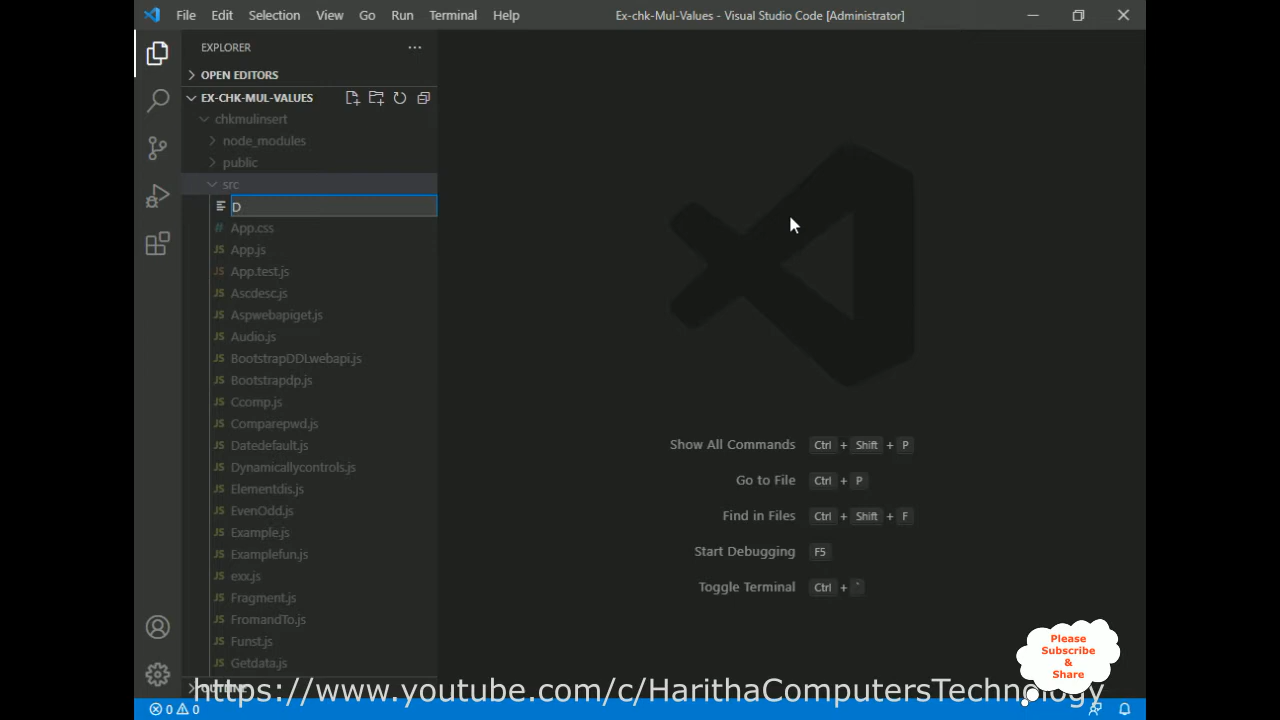 File Edit Selection View Go Run Terminal Help Ex-chk-Mul-Values - Visual Studio Code [Administrator]
EXPLORER
OPEN EDITORS
EX-CHK-MUL-VALUES
chkmulinsert
node_modules
public
src
D
App.css
App.js
App.test.js
Ascdesc.js
Aspwebapiget.js
Audio.js
BootstrapDDLwebapi.js
Bootstrapdp.js
Ccomp.js
Comparepwd.js
Datedefault.js
Dynamicallycontrols.js
Elementdis.js
EvenOdd.js
Example.js
Examplefun.js
exx.js
Fragment.js
FromandTo.js
Funst.js
Getdata.js
OUTLINE
Show All Commands Ctrl + Shift + P
Go to File Ctrl + P
Find in Files Ctrl + Shift + F
Start Debugging F5
Toggle Terminal Ctrl + `
Please
Subscribe
&
Share
https://www.youtube.com/c/HarithaComputersTechnology
0 0